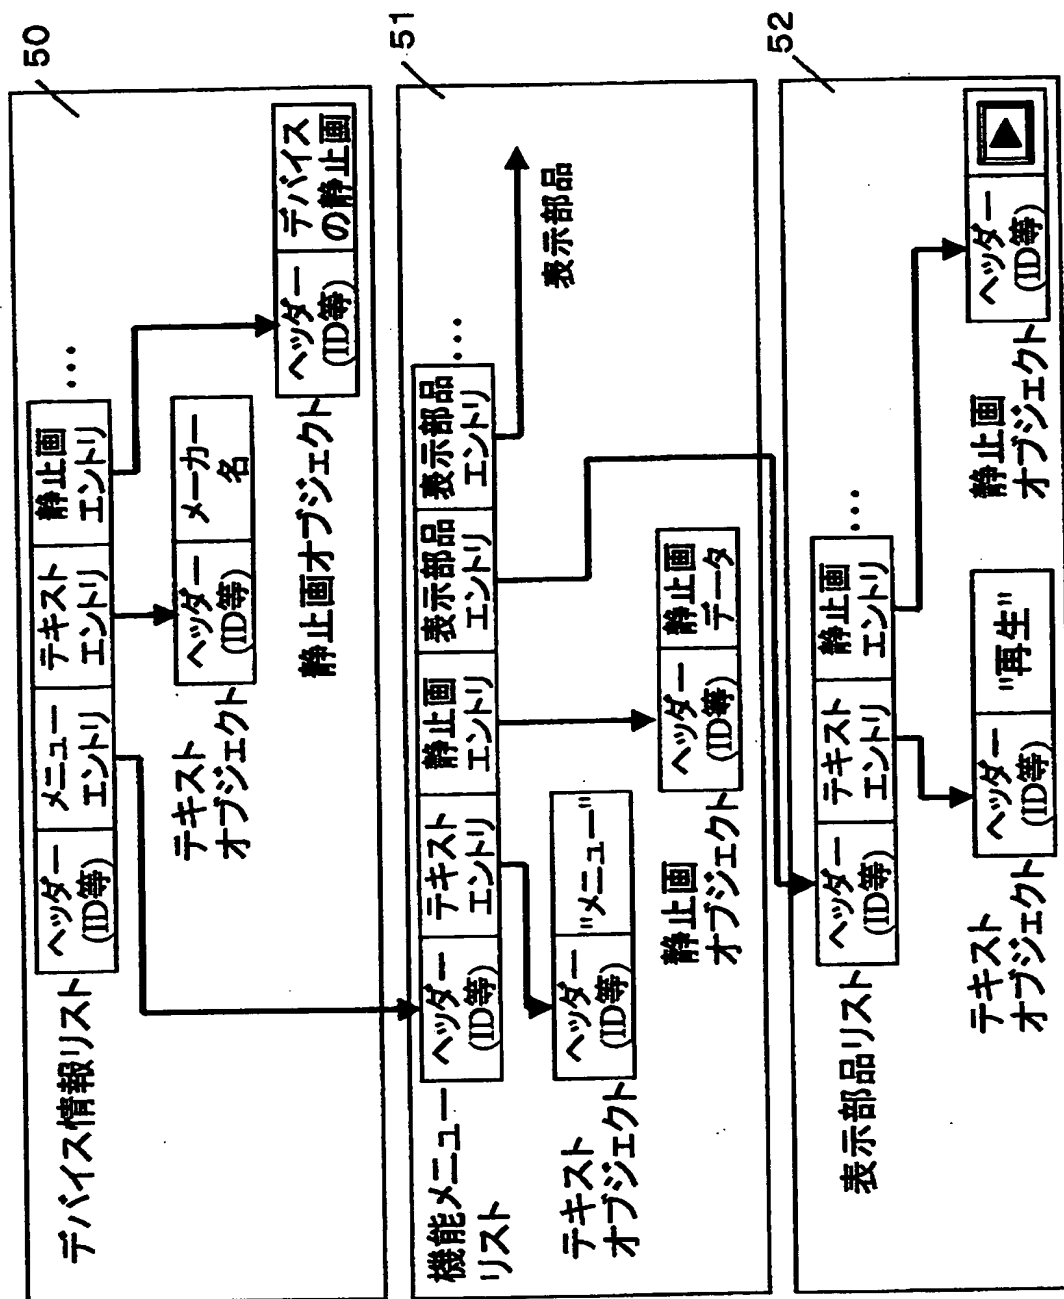 50
デバイス情報リスト
ヘッダー
(ID等)
メニュー
エントリ
テキスト
エントリ
静止画
エントリ
...
テキスト
オブジェクト
ヘッダー
(ID等)
メーカー
名
静止画オブジェクト
ヘッダー
(ID等)
デバイス
の静止画
51
機能メニュー
リスト
ヘッダー
(ID等)
テキスト
エントリ
静止画
エントリ
表示部品
エントリ
表示部品
エントリ
...
表示部品
テキスト
オブジェクト
ヘッダー
(ID等)
"メニュー"
静止画
オブジェクト
ヘッダー
(ID等)
静止画
データ
52
表示部品リスト
ヘッダー
(ID等)
テキスト
エントリ
静止画
エントリ
...
テキスト
オブジェクト
ヘッダー
(ID等)
"再生"
静止画
オブジェクト
ヘッダー
(ID等)